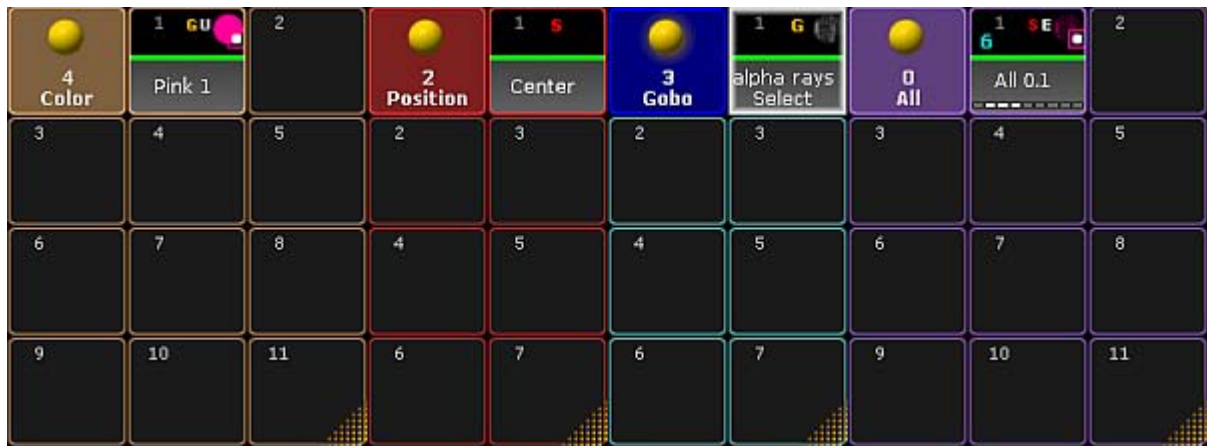 4
Color
1 GU
Pink 1
2
2
Position
1 S
Center
3
Gobo
1 G
alpha rays
Select
0
All
1 SE
6
All 0.1
2
3 4 5 2 3 2 3 3 4 5
6 7 8 4 5 4 5 6 7 8
9 10 11 6 7 6 7 9 10 11